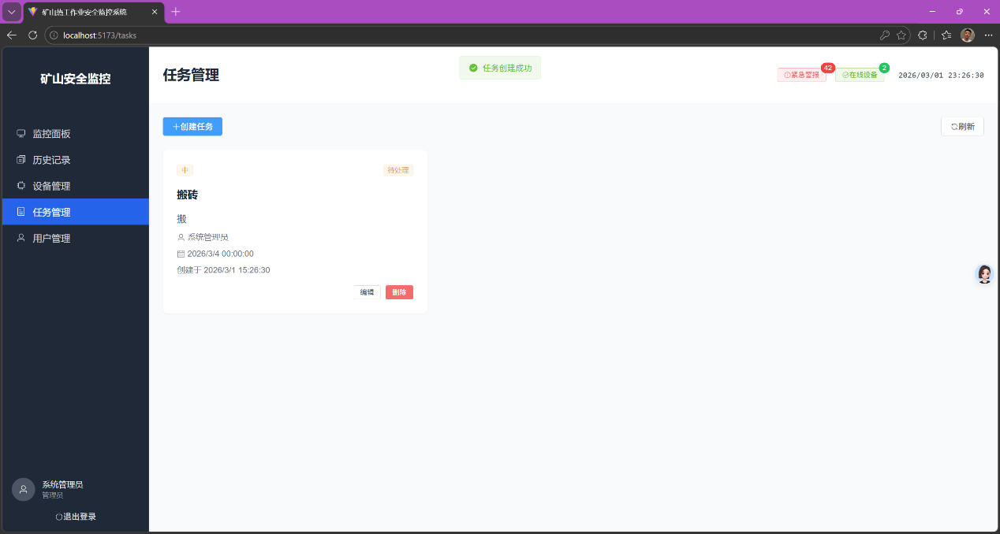 矿山热工作业安全监控系统
localhost:5173/tasks
矿山安全监控
监控面板
历史记录
设备管理
任务管理
用户管理
系统管理员
管理员
退出登录
任务管理
任务创建成功
紧急警报
42
在线设备
2
2026/03/01 23:26:30
创建任务
刷新
中
待处理
搬砖
搬
系统管理员
2026/3/4 00:00:00
创建于 2026/3/1 15:26:30
编辑
删除